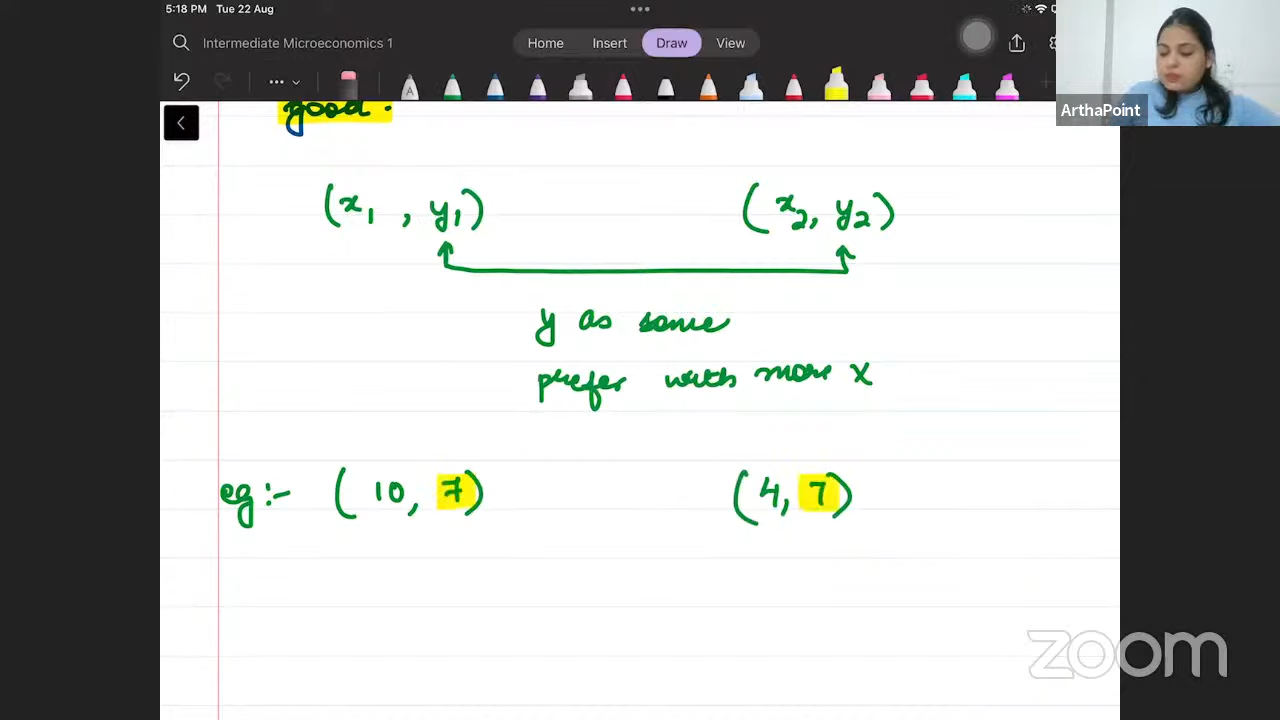 5:18 PM Tue 22 Aug
Intermediate Microeconomics 1
Home Insert Draw View
A
ArthaPoint
good.
(x₁, y₁) (x₂, y₂)
y as same
prefer with more x
eg:- (10, 7) (4, 7)
zoom